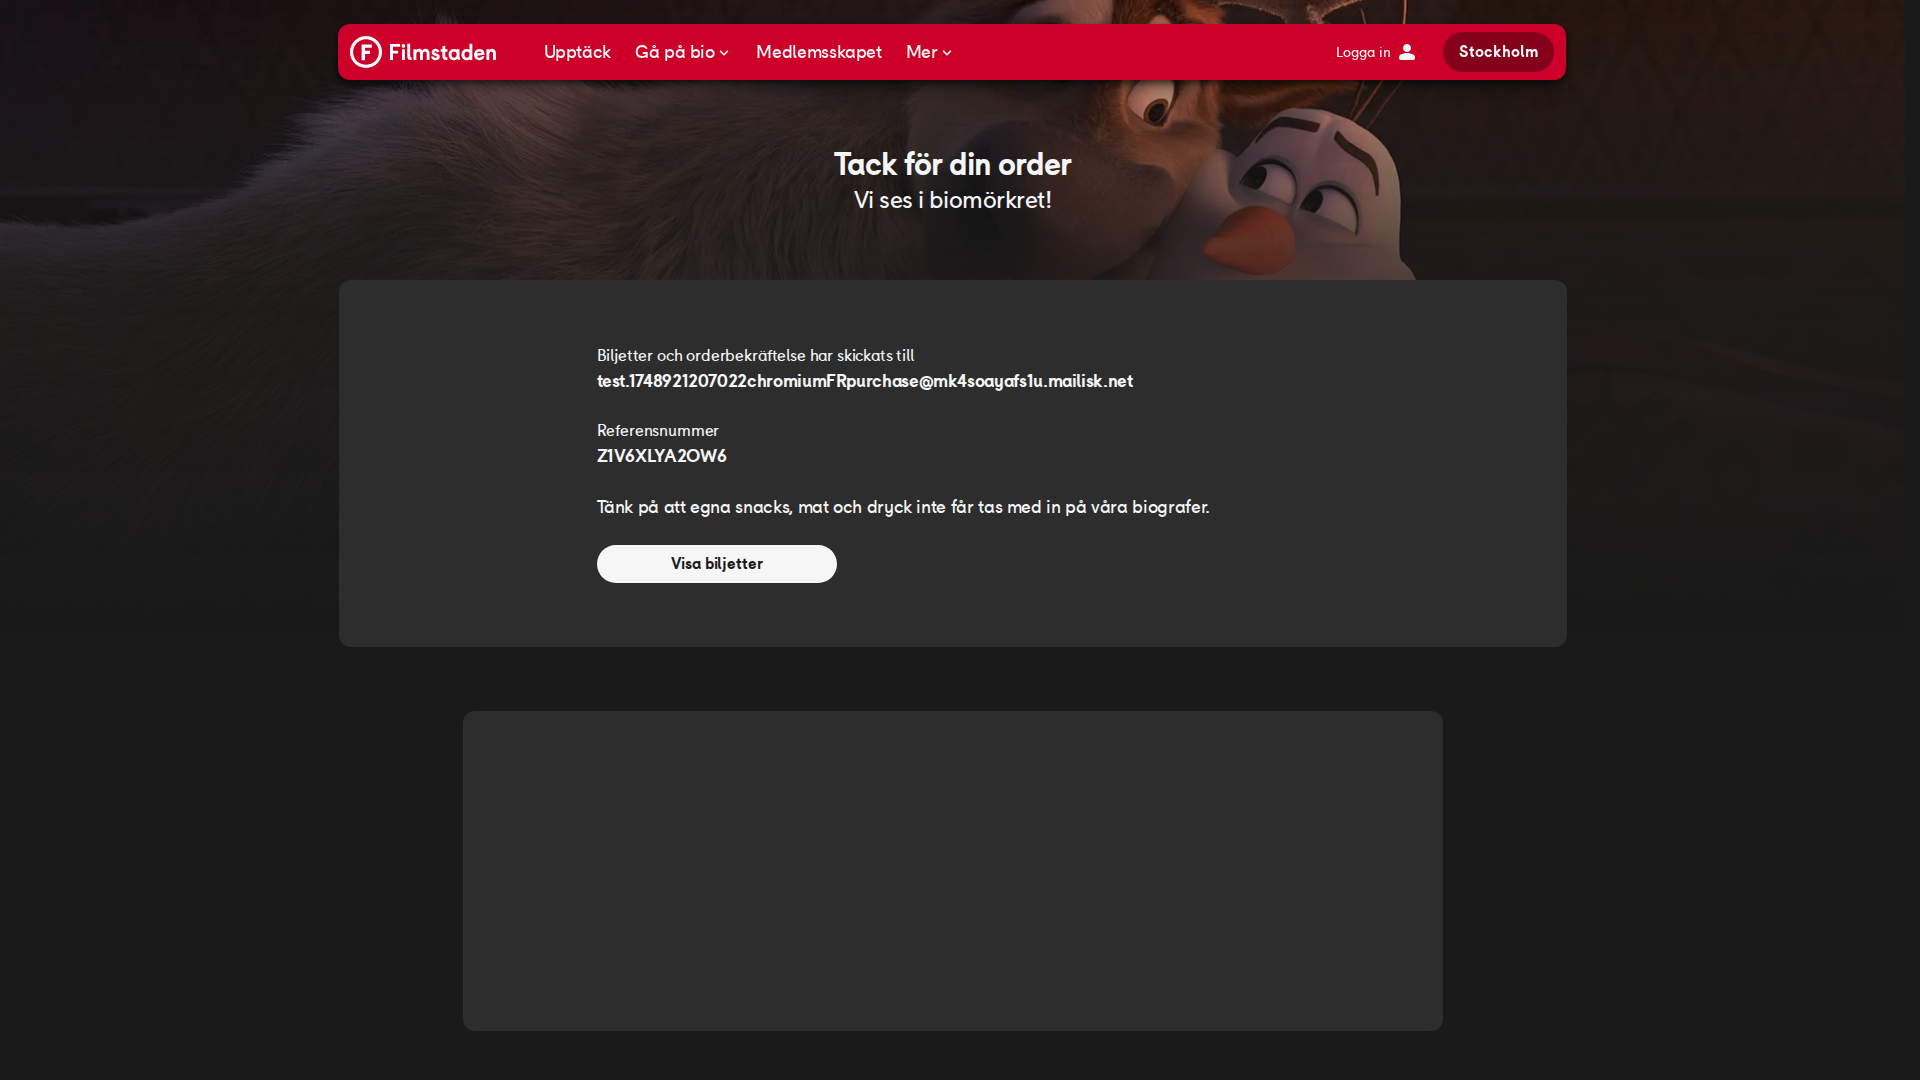 Filmstaden
Upptäck
Gå på bio
Medlemsskapet
Mer
Logga in
Stockholm
Tack för din order
Vi ses i biomörkret!
Biljetter och orderbekräftelse har skickats till
test.1748921207022chromiumFRpurchase@mk4soayafs1u.mailisk.net
Referensnummer
Z1V6XLYA2OW6
Tänk på att egna snacks, mat och dryck inte får tas med in på våra biografer.
Visa biljetter